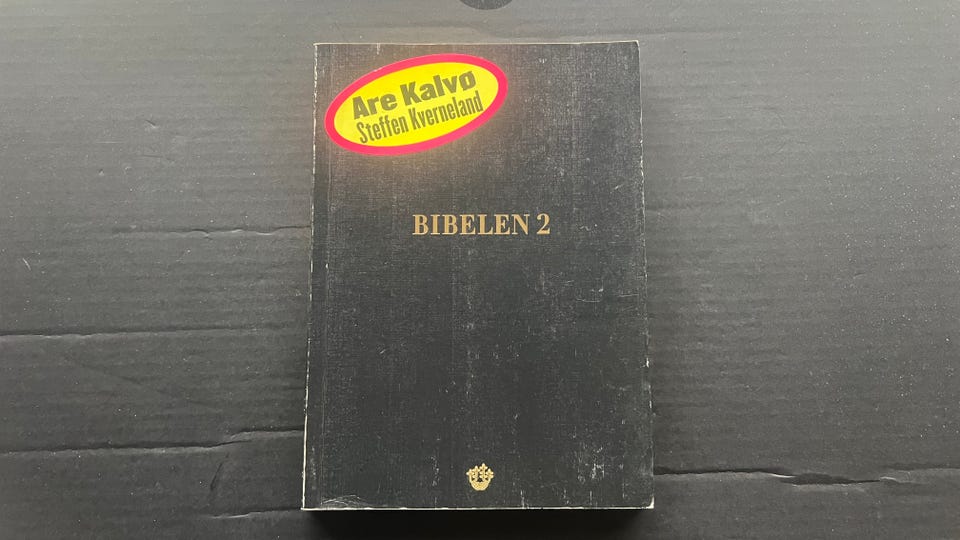 Are Kalvø
Steffen Kverneland
BIBELEN 2